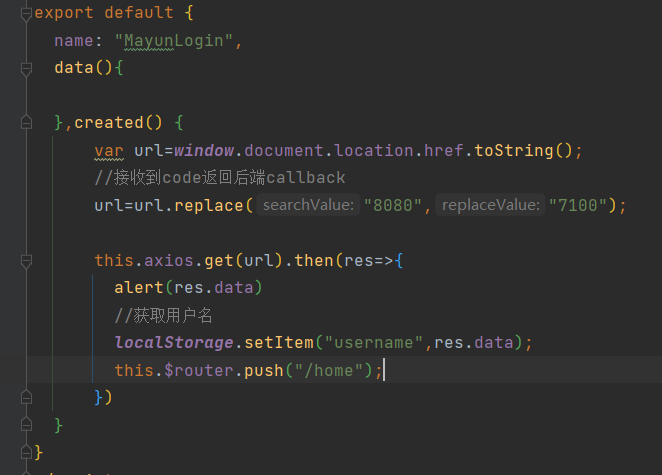 export default {
name: "MayunLogin",
data(){
},created() {
var url=window.document.location.href.toString();
//接收到code返回后端callback
url=url.replace( searchValue: "8080", replaceValue: "7100");
this.axios.get(url).then(res=>{
alert(res.data)
//获取用户名
localStorage.setItem("username",res.data);
this.$router.push("/home");
})
}
}